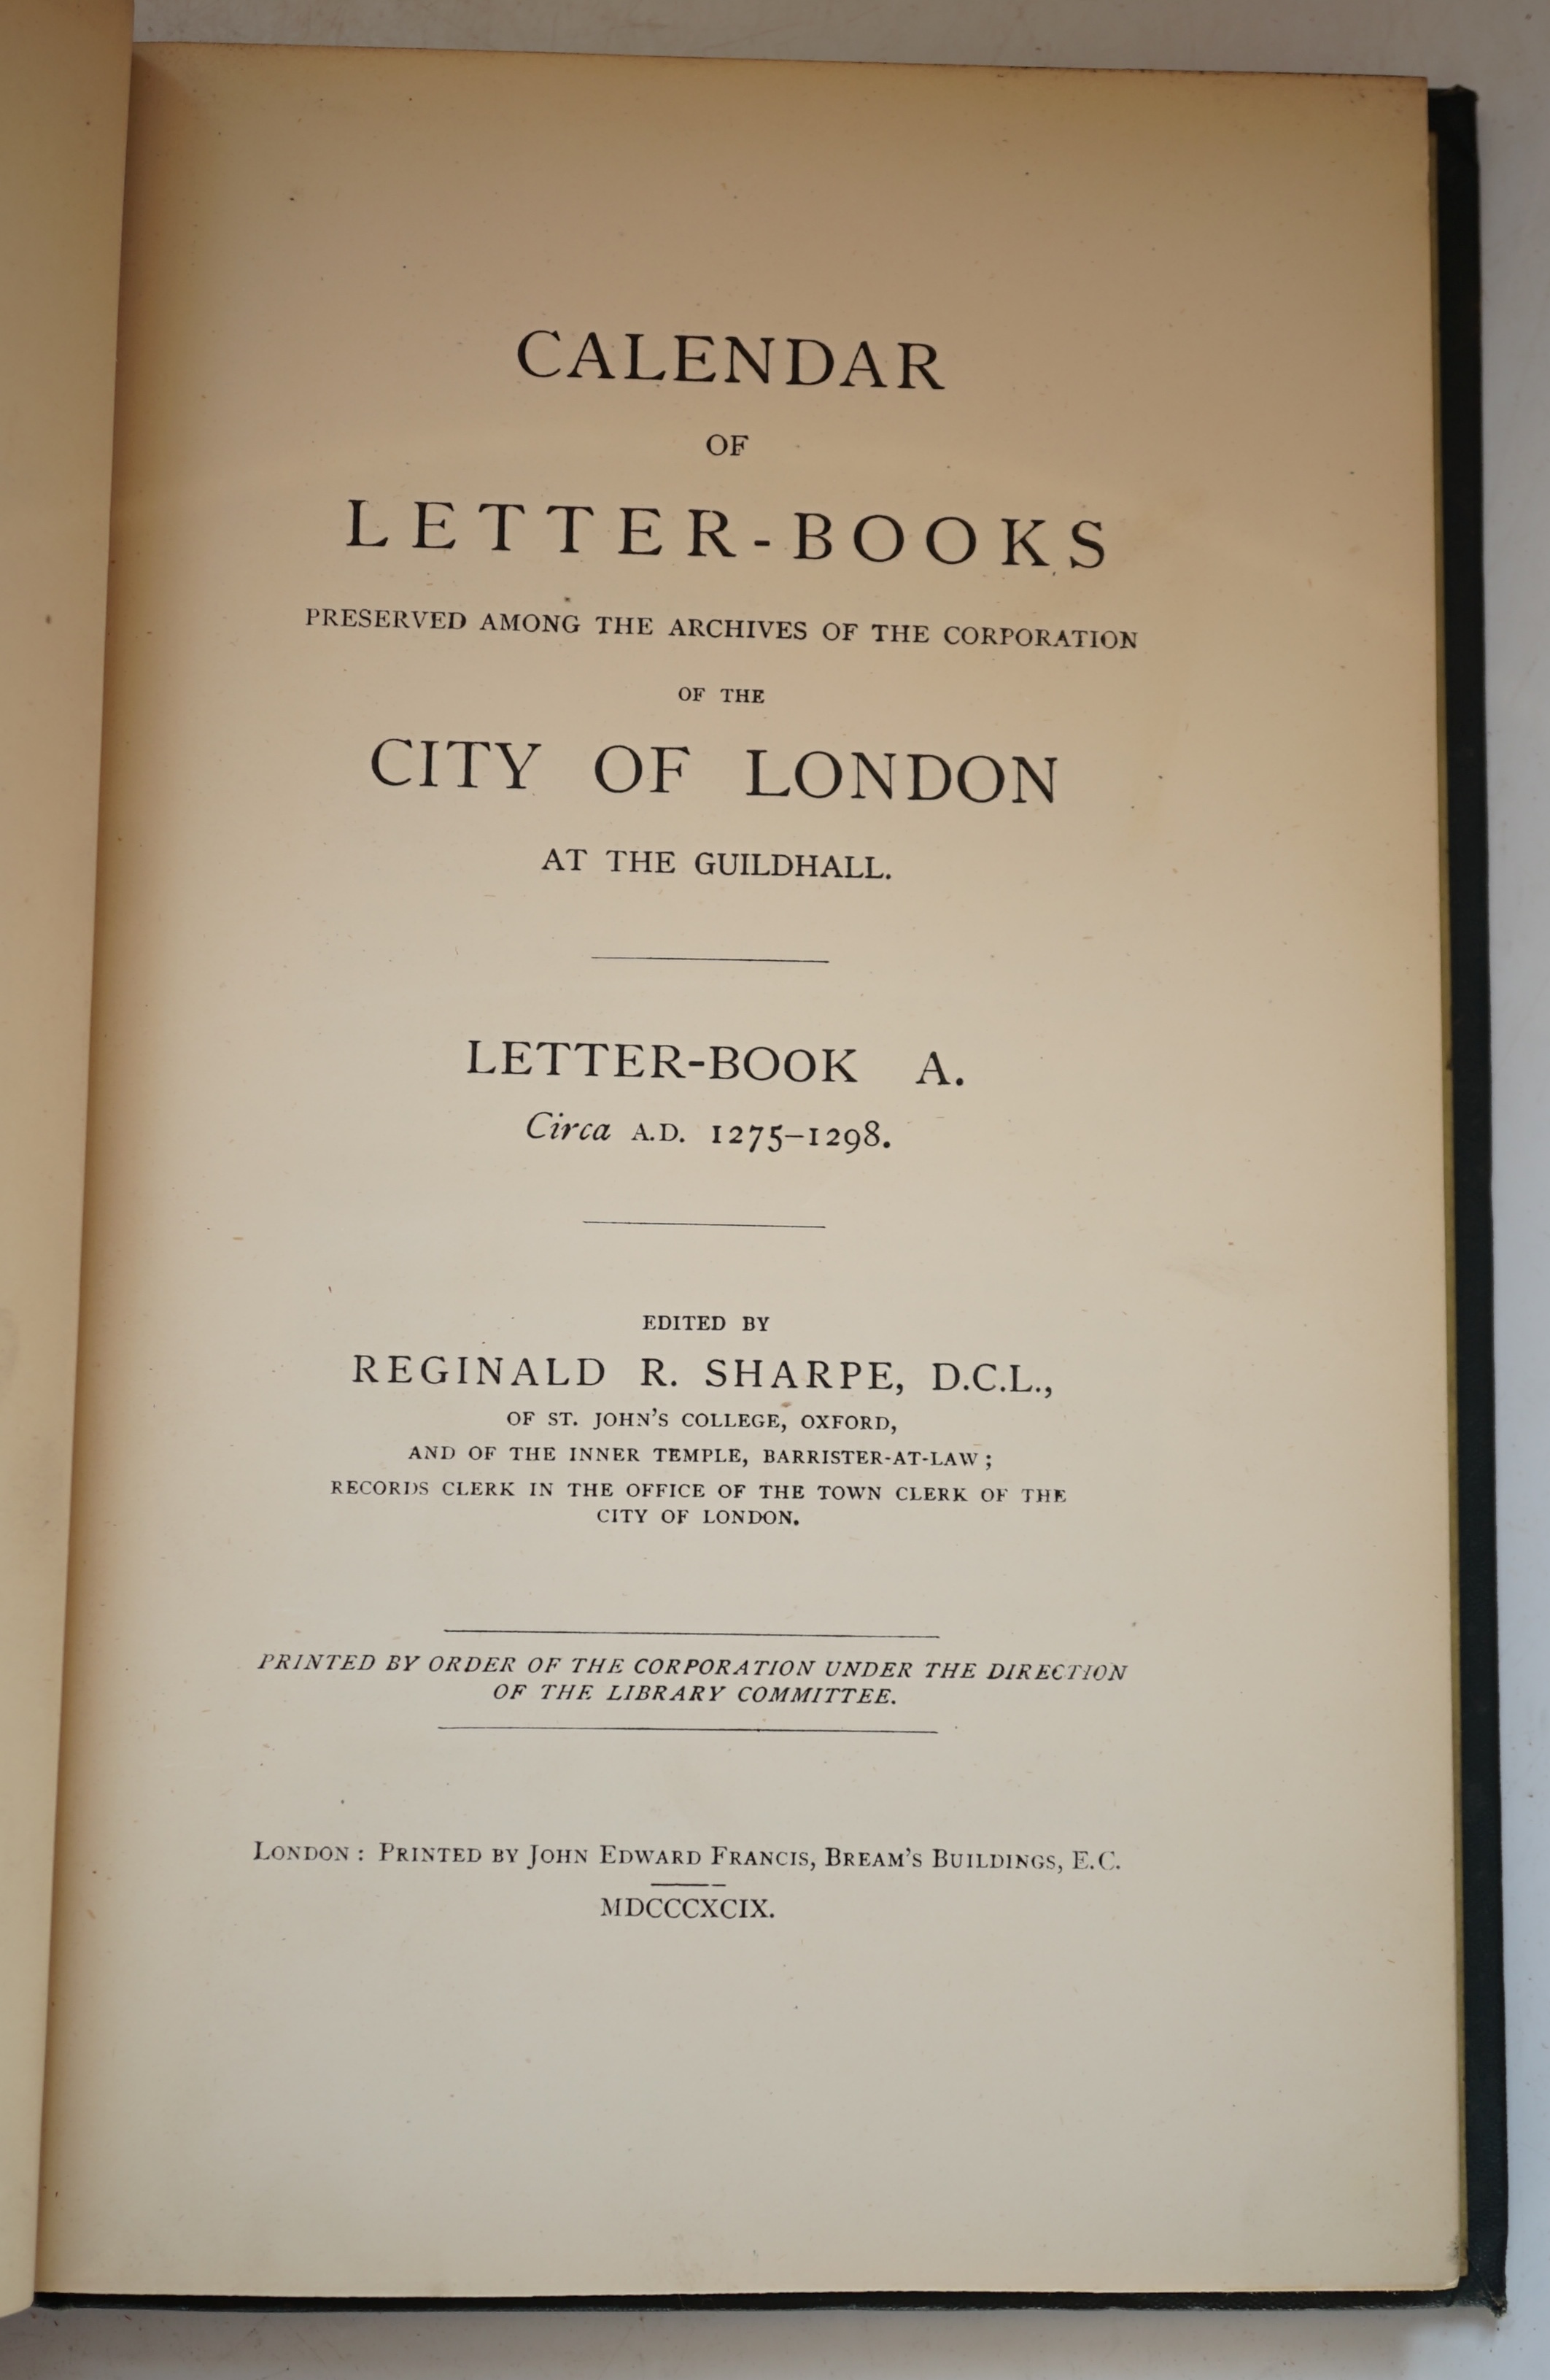 CALENDAR
OF
LETTER-BOOKS
PRESERVED AMONG THE ARCHIVES OF THE CORPORATION
OF THE
CITY OF LONDON
AT THE GUILDHALL.
LETTER-BOOK A.
Circa A.D. 1275–1298.
EDITED BY
REGINALD R. SHARPE, D.C.L.,
OF ST. JOHN'S COLLEGE, OXFORD,
AND OF THE INNER TEMPLE, BARRISTER-AT-LAW;
RECORDS CLERK IN THE OFFICE OF THE TOWN CLERK OF THE
CITY OF LONDON.
PRINTED BY ORDER OF THE CORPORATION UNDER THE DIRECTION
OF THE LIBRARY COMMITTEE.
LONDON: PRINTED BY JOHN EDWARD FRANCIS, BREAM'S BUILDINGS, E.C.
MDCCCXCIX.